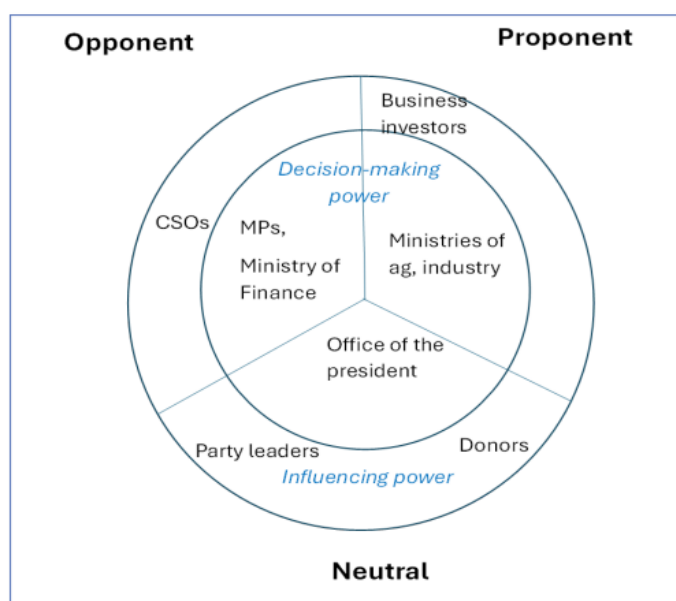 Opponent
Proponent
Business
investors
Decision-making
power
CSOs
MPs,
Ministry of
Finance
Ministries of
ag, industry
Office of the
president
Party leaders
Donors
Influencing power
Neutral